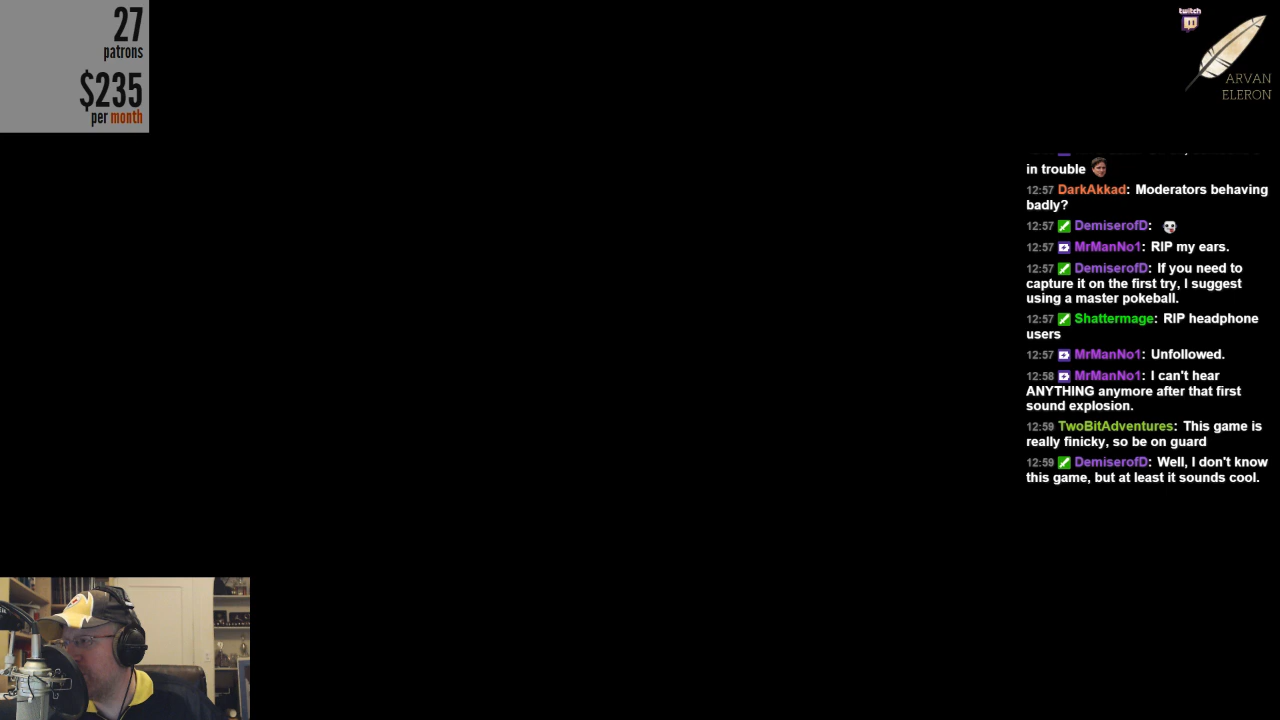 27
patrons
$235
per month
twitch
ARVAN
ELERON
in trouble
12:57 DarkAkkad: Moderators behaving
badly?
12:57 DemiserofD:
12:57 MrManNo1: RIP my ears.
12:57 DemiserofD: If you need to
capture it on the first try, I suggest
using a master pokeball.
12:57 Shattermage: RIP headphone
users
12:57 MrManNo1: Unfollowed.
12:58 MrManNo1: I can't hear
ANYTHING anymore after that first
sound explosion.
12:59 TwoBitAdventures: This game is
really finicky, so be on guard
12:59 DemiserofD: Well, I don't know
this game, but at least it sounds cool.